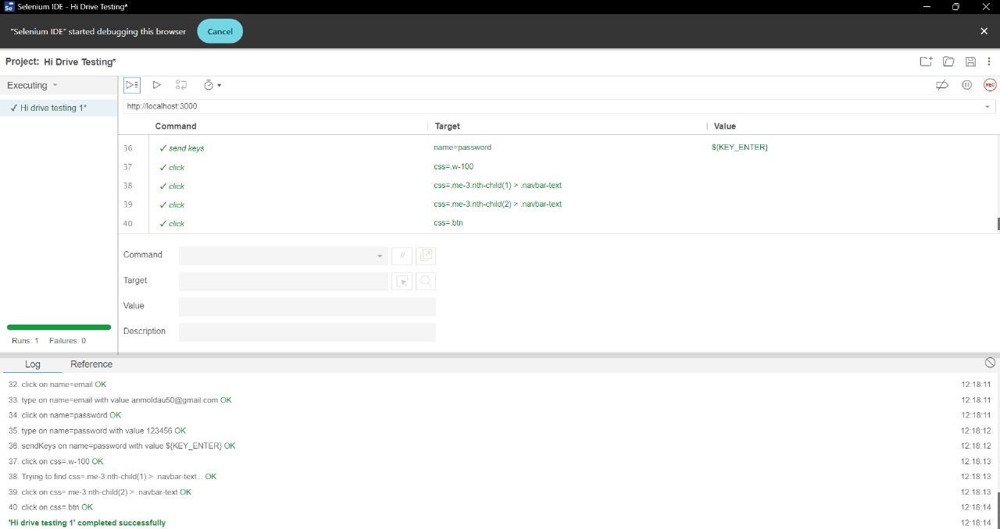 Selenium IDE - Hi Drive Testing*
"Selenium IDE" started debugging this browser Cancel
Project: Hi Drive Testing*
Executing
✓ Hi drive testing 1*
http://localhost:3000
Command Target Value
36 ✓ send keys name=password ${KEY_ENTER}
37 ✓ click css=.w-100
38 ✓ click css=.me-3:nth-child(1) > .navbar-text
39 ✓ click css=.me-3:nth-child(2) > .navbar-text
40 ✓ click css=.btn
Command //
Target
Value
Description
Runs: 1 Failures: 0
REC
Log Reference
32. click on name=email OK 12:18:11
33. type on name=email with value anmoldau50@gmail.com OK 12:18:11
34. click on name=password OK 12:18:11
35. type on name=password with value 123456 OK 12:18:12
36. sendKeys on name=password with value ${KEY_ENTER} OK 12:18:12
37. click on css=.w-100 OK 12:18:13
38. Trying to find css=.me-3:nth-child(1) > .navbar-text... OK 12:18:13
39. click on css=.me-3:nth-child(2) > .navbar-text OK 12:18:13
40. click on css=.btn OK 12:18:14
'Hi drive testing 1' completed successfully 12:18:14